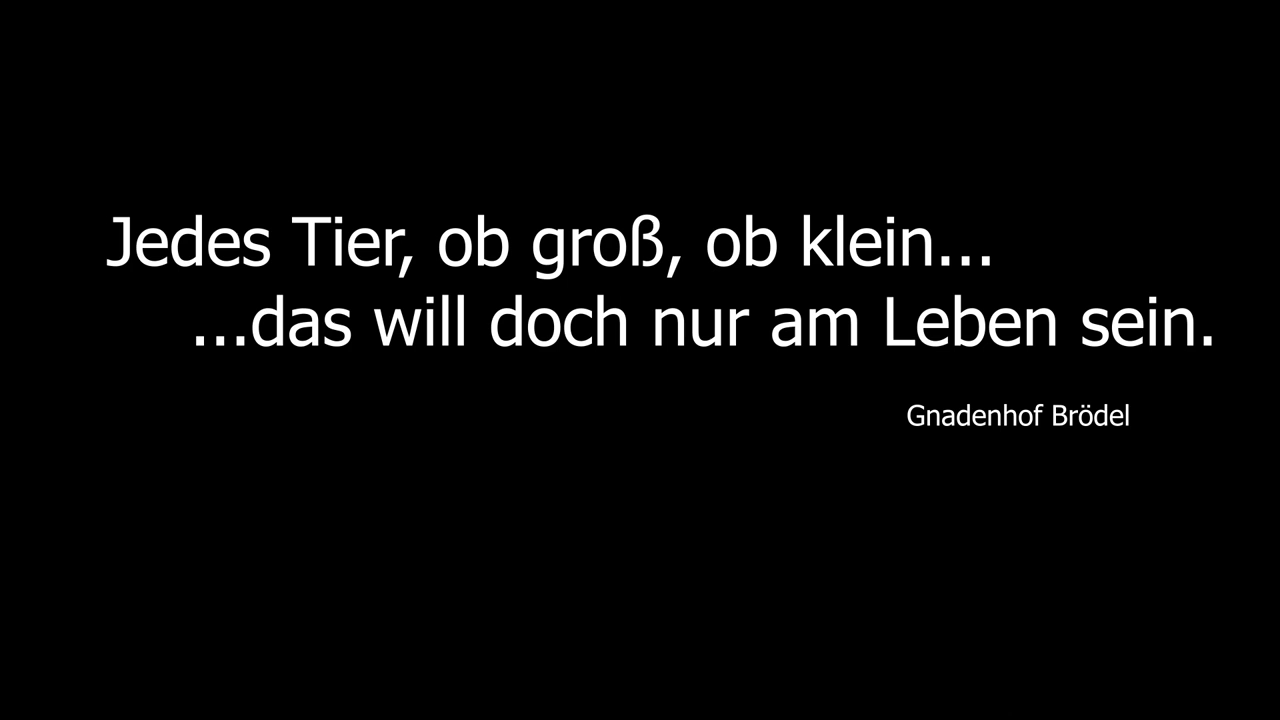 Jedes Tier, ob groß, ob klein...
...das will doch nur am Leben sein.
Gnadenhof Brödel